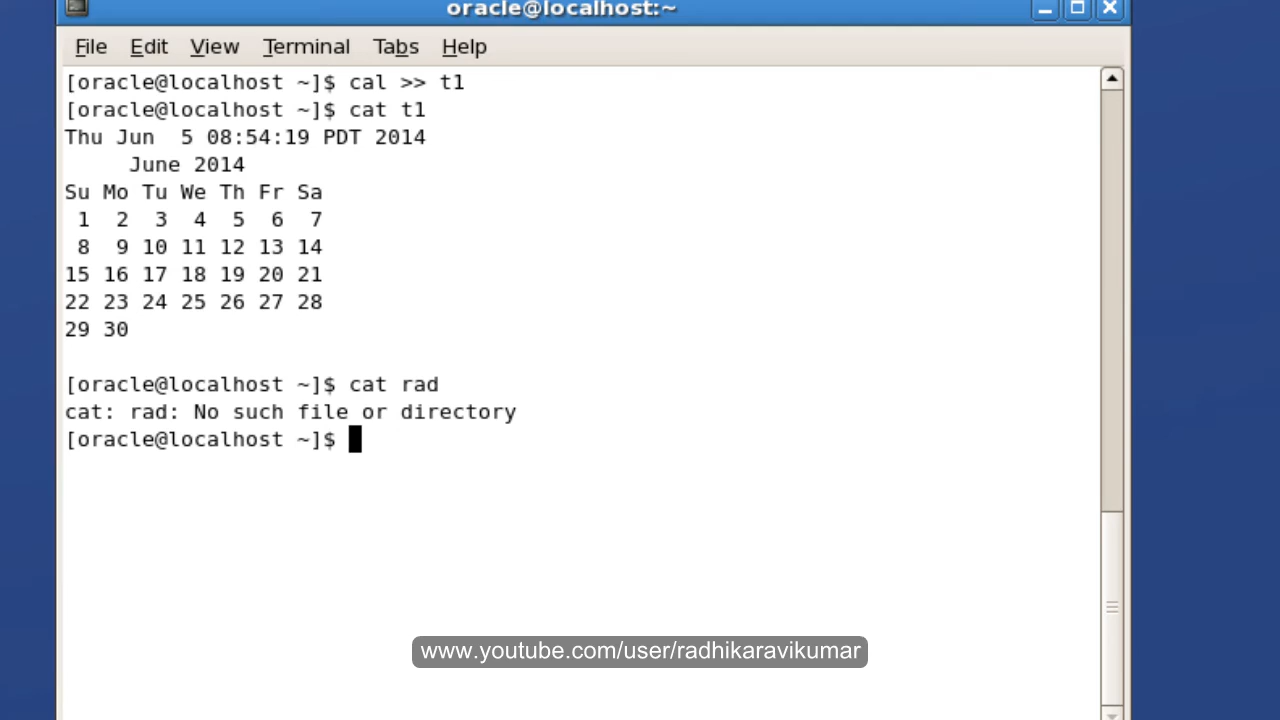 oracle@localhost:~
File Edit View Terminal Tabs Help
[oracle@localhost ~]$ cal >> t1
[oracle@localhost ~]$ cat t1
Thu Jun  5 08:54:19 PDT 2014
     June 2014
Su Mo Tu We Th Fr Sa
 1  2  3  4  5  6  7
 8  9 10 11 12 13 14
15 16 17 18 19 20 21
22 23 24 25 26 27 28
29 30
[oracle@localhost ~]$ cat rad
cat: rad: No such file or directory
[oracle@localhost ~]$
www.youtube.com/user/radhikaravikumar